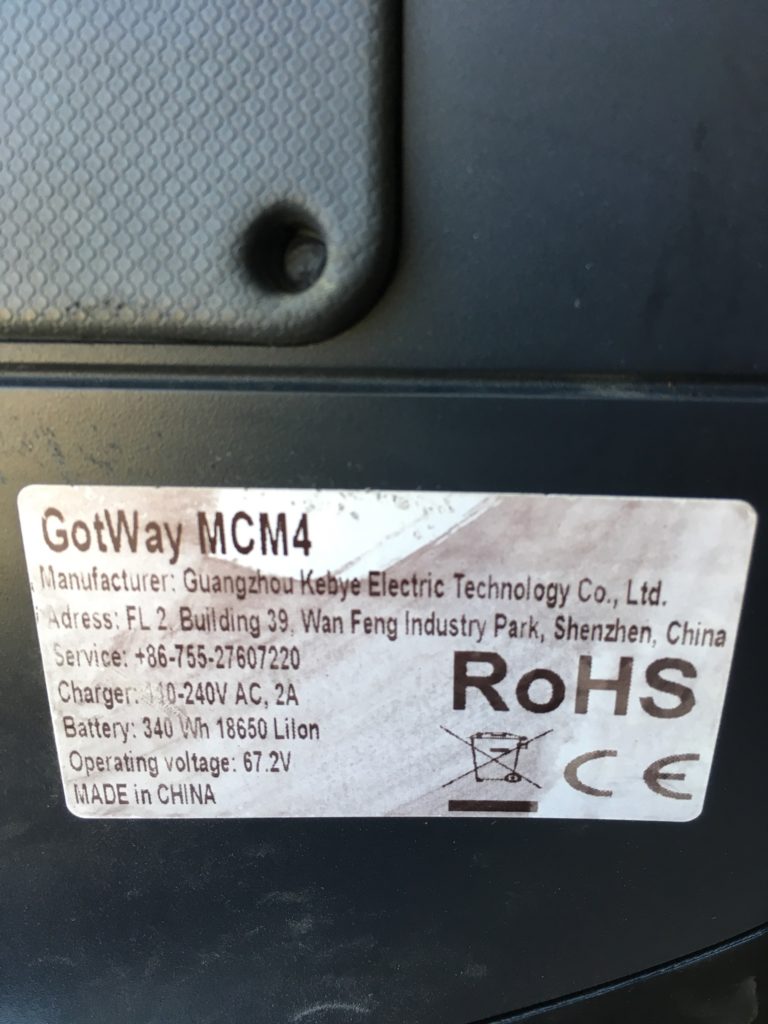 GotWay MCM4
Manufacturer: Guangzhou Kebye Electric Technology Co., Ltd.
Adress: FL 2, Building 39, Wan Feng Industry Park, Shenzhen, China
Service: +86-755-27607220
Charger: 110-240V AC, 2A
Battery: 340 Wh 18650 LiIon
Operating voltage: 67.2V
MADE in CHINA
RoHS
CE